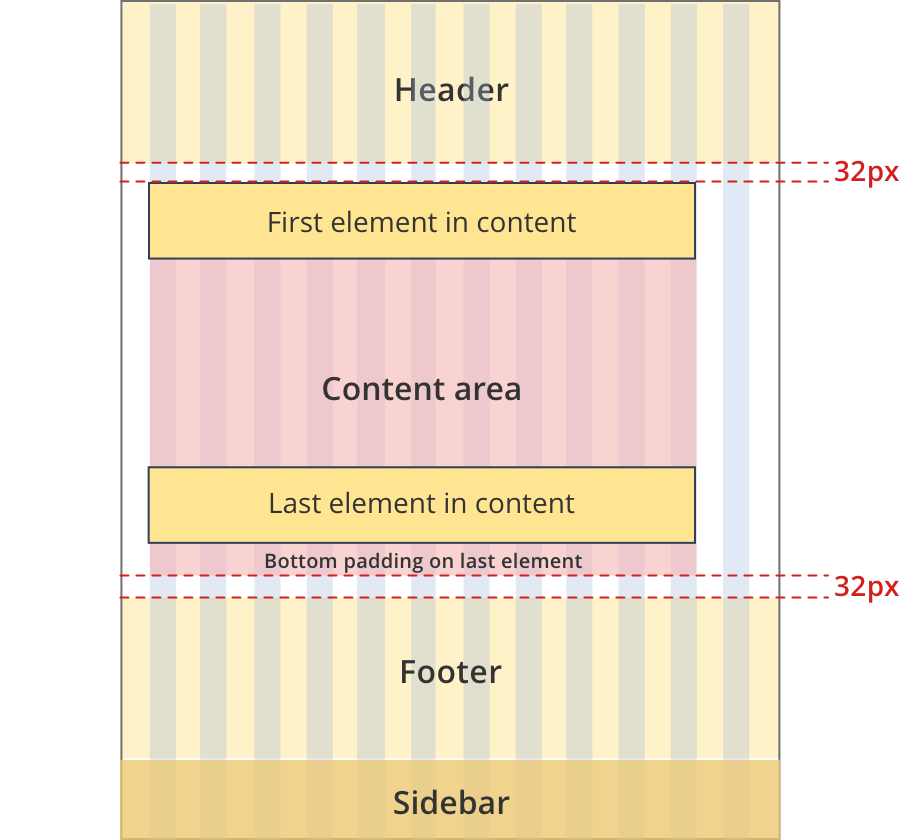 Header
32px
First element in content
Content area
Last element in content
Bottom padding on last element
32px
Footer
Sidebar